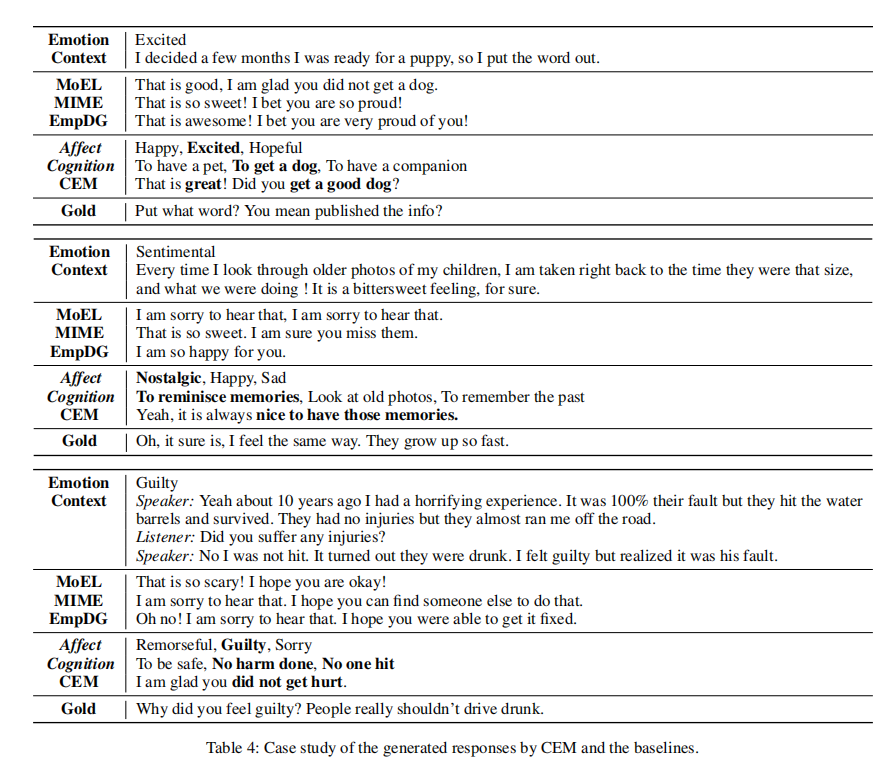 Emotion Excited
Context I decided a few months I was ready for a puppy, so I put the word out.
MoEL That is good, I am glad you did not get a dog.
MIME That is so sweet! I bet you are so proud!
EmpDG That is awesome! I bet you are very proud of you!
Affect Happy, Excited, Hopeful
Cognition To have a pet, To get a dog, To have a companion
CEM That is great! Did you get a good dog?
Gold Put what word? You mean published the info?
Emotion Sentimental
Context Every time I look through older photos of my children, I am taken right back to the time they were that size,
and what we were doing ! It is a bittersweet feeling, for sure.
MoEL I am sorry to hear that, I am sorry to hear that.
MIME That is so sweet. I am sure you miss them.
EmpDG I am so happy for you.
Affect Nostalgic, Happy, Sad
Cognition To reminisce memories, Look at old photos, To remember the past
CEM Yeah, it is always nice to have those memories.
Gold Oh, it sure is, I feel the same way. They grow up so fast.
Emotion Guilty
Context Speaker: Yeah about 10 years ago I had a horrifying experience. It was 100% their fault but they hit the water
barrels and survived. They had no injuries but they almost ran me off the road.
Listener: Did you suffer any injuries?
Speaker: No I was not hit. It turned out they were drunk. I felt guilty but realized it was his fault.
MoEL That is so scary! I hope you are okay!
MIME I am sorry to hear that. I hope you can find someone else to do that.
EmpDG Oh no! I am sorry to hear that. I hope you were able to get it fixed.
Affect Remorseful, Guilty, Sorry
Cognition To be safe, No harm done, No one hit
CEM I am glad you did not get hurt.
Gold Why did you feel guilty? People really shouldn't drive drunk.
Table 4: Case study of the generated responses by CEM and the baselines.